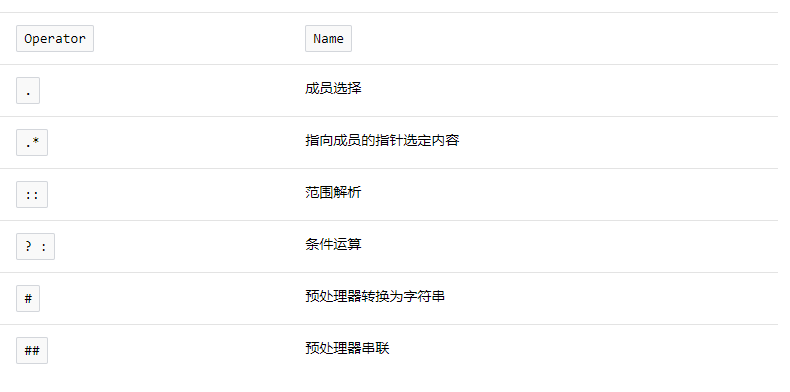 Operator Name
. 成员选择
.* 指向成员的指针选定内容
:: 范围解析
? : 条件运算
# 预处理器转换为字符串
## 预处理器串联